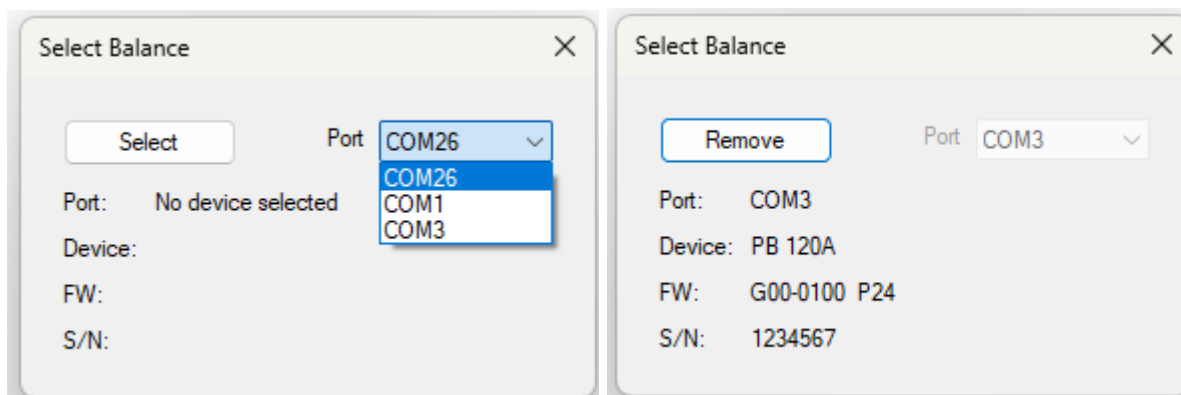 Select Balance
Select Port COM26
COM26
Port: No device selected COM1
COM3
Device:
FW:
S/N:
Select Balance
Remove Port COM3
Port: COM3
Device: PB 120A
FW: G00-0100 P24
S/N: 1234567